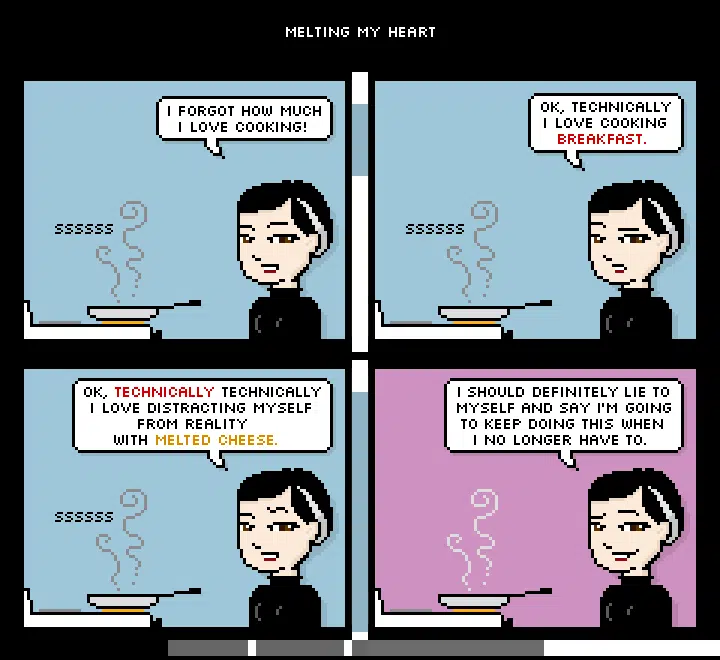 MELTING MY HEART
I FORGOT HOW MUCH
I LOVE COOKING!
SSSSSS
OK, TECHNICALLY
I LOVE COOKING
BREAKFAST.
SSSSSS
OK, TECHNICALLY TECHNICALLY
I LOVE DISTRACTING MYSELF
FROM REALITY
WITH MELTED CHEESE.
SSSSSS
I SHOULD DEFINITELY LIE TO
MYSELF AND SAY I'M GOING
TO KEEP DOING THIS WHEN
I NO LONGER HAVE TO.